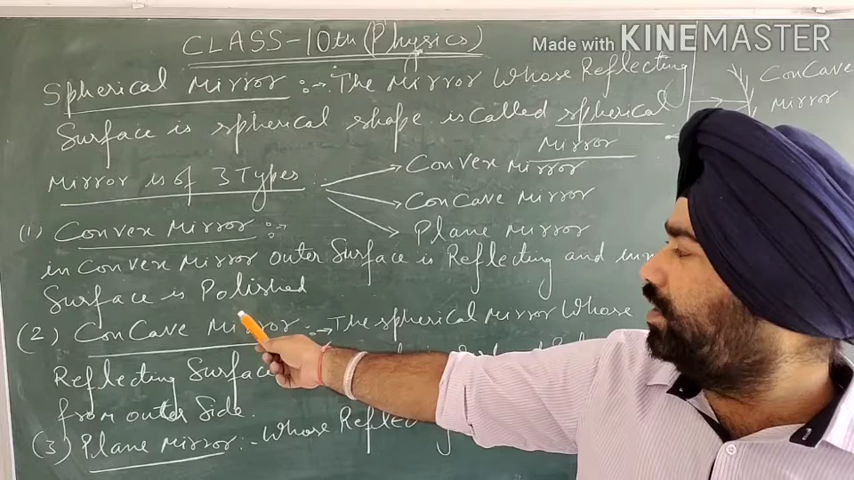 Made with KINEMASTER
CLASS-10th (Physics)
Spherical Mirror :-. The Mirror Whose Reflecting
Surface is spherical shape is called spherical
Mirror
Mirror is of 3 Types
Convex Mirror
Concave Mirror
Plane Mirror
(1) Convex Mirror :-
in Convex Mirror outer Surface is Reflecting and
Surface is Polished
(2) ConCave Mirror :→ The spherical Mirror Whose
Reflecting Surface
from outer Side.
(3) Plane Mirror :- Whose
ConCave
Mirror